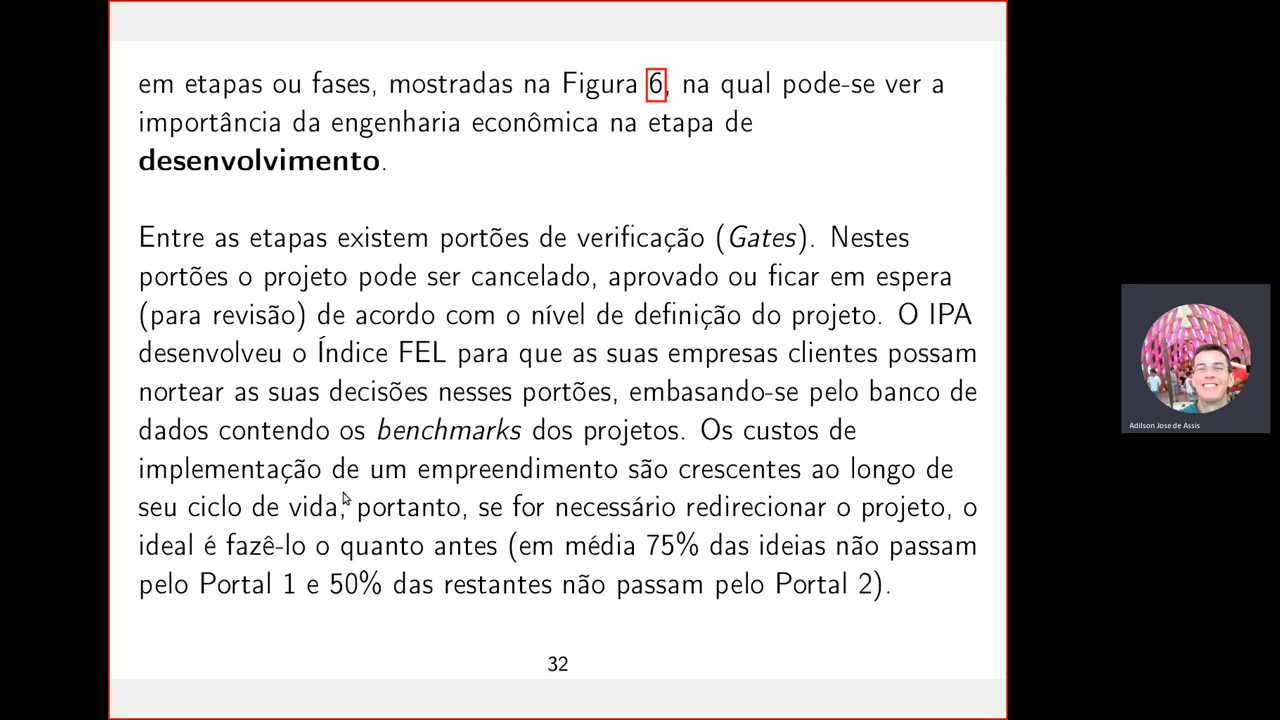 em etapas ou fases, mostradas na Figura 6, na qual pode-se ver a
importância da engenharia econômica na etapa de
desenvolvimento.
Entre as etapas existem portões de verificação (Gates). Nestes
portões o projeto pode ser cancelado, aprovado ou ficar em espera
(para revisão) de acordo com o nível de definição do projeto. O IPA
desenvolveu o Índice FEL para que as suas empresas clientes possam
nortear as suas decisões nesses portões, embasando-se pelo banco de
dados contendo os benchmarks dos projetos. Os custos de
implementação de um empreendimento são crescentes ao longo de
seu ciclo de vida, portanto, se for necessário redirecionar o projeto, o
ideal é fazê-lo o quanto antes (em média 75% das ideias não passam
pelo Portal 1 e 50% das restantes não passam pelo Portal 2).
32
Adilson Jose de Assis